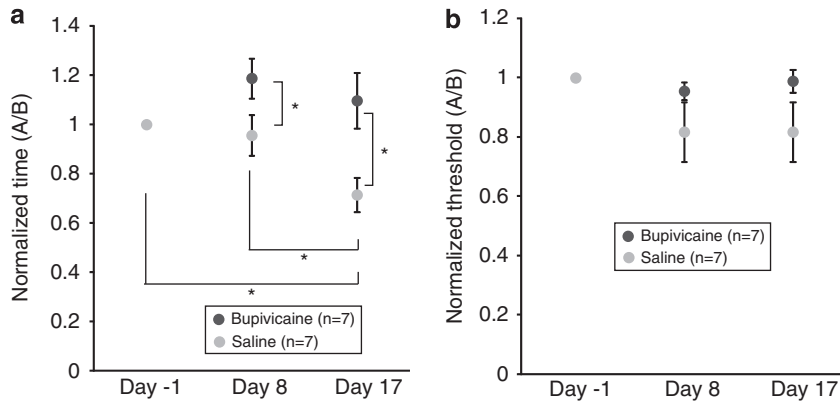 a
Normalized time (A/B)
1.4
1.2
1
0.8
0.6
0.4
0.2
0
*
*
*
*
Bupivicaine (n=7)
Saline (n=7)
Day -1 Day 8 Day 17
b
Normalized threshold (A/B)
1.2
1
0.8
0.6
0.4
0.2
0
Bupivicaine (n=7)
Saline (n=7)
Day -1 Day 8 Day 17